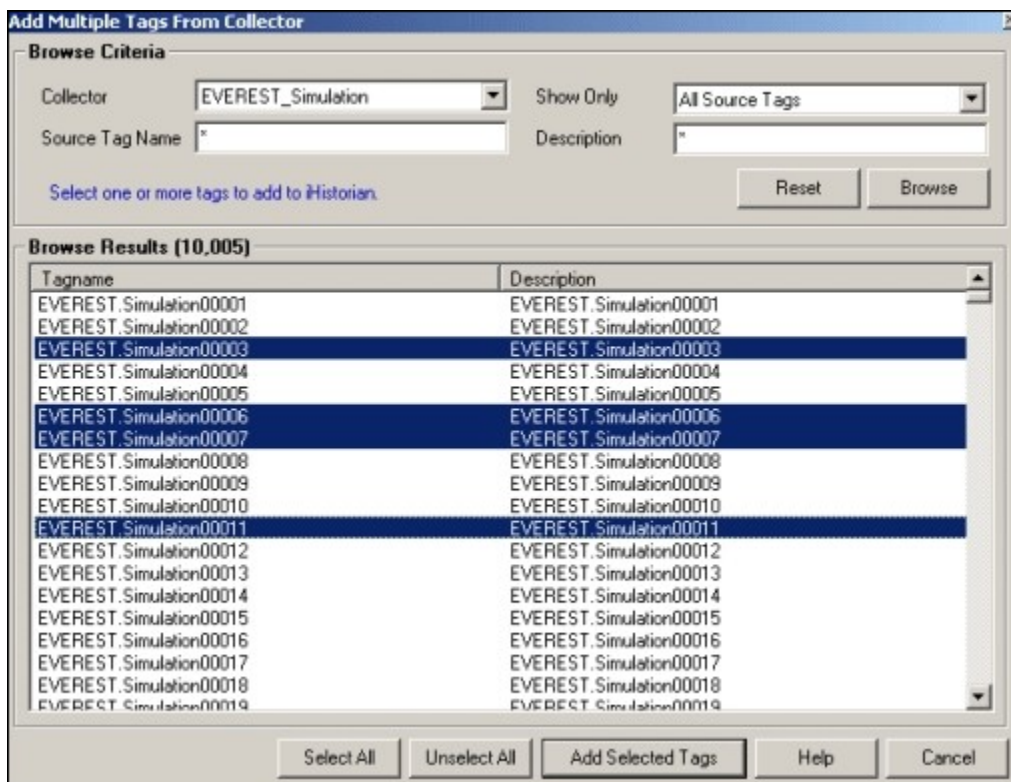 Add Multiple Tags From Collector
Browse Criteria
Collector EVEREST_Simulation Show Only All Source Tags
Source Tag Name * Description *
Select one or more tags to add to iHistorian. Reset Browse
Browse Results (10,005)
Tagname Description
EVEREST.Simulation00001 EVEREST.Simulation00001
EVEREST.Simulation00002 EVEREST.Simulation00002
EVEREST.Simulation00003 EVEREST.Simulation00003
EVEREST.Simulation00004 EVEREST.Simulation00004
EVEREST.Simulation00005 EVEREST.Simulation00005
EVEREST.Simulation00006 EVEREST.Simulation00006
EVEREST.Simulation00007 EVEREST.Simulation00007
EVEREST.Simulation00008 EVEREST.Simulation00008
EVEREST.Simulation00009 EVEREST.Simulation00009
EVEREST.Simulation00010 EVEREST.Simulation00010
EVEREST.Simulation00011 EVEREST.Simulation00011
EVEREST.Simulation00012 EVEREST.Simulation00012
EVEREST.Simulation00013 EVEREST.Simulation00013
EVEREST.Simulation00014 EVEREST.Simulation00014
EVEREST.Simulation00015 EVEREST.Simulation00015
EVEREST.Simulation00016 EVEREST.Simulation00016
EVEREST.Simulation00017 EVEREST.Simulation00017
EVEREST.Simulation00018 EVEREST.Simulation00018
EVEREST.Simulation00019 EVEREST.Simulation00019
Select All Unselect All Add Selected Tags Help Cancel